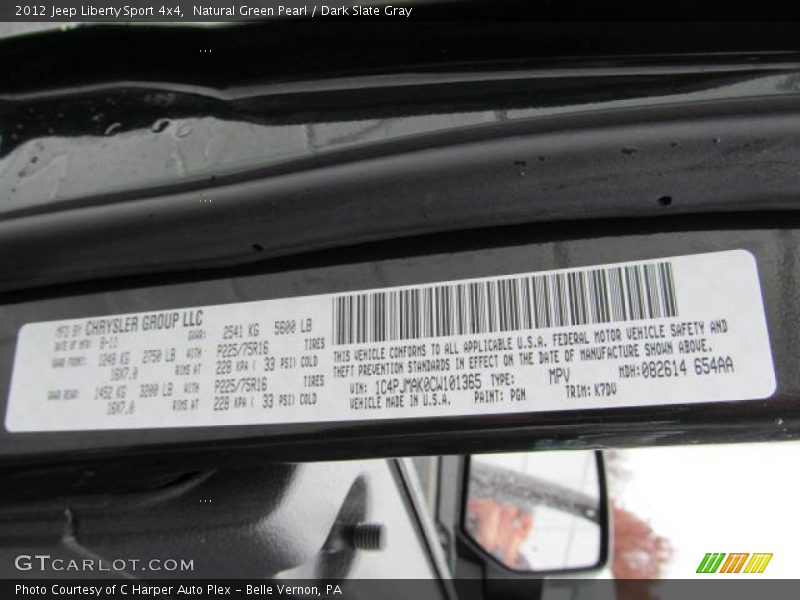 2012 Jeep Liberty Sport 4x4, Natural Green Pearl / Dark Slate Gray
MFD BY CHRYSLER GROUP LLC
DATE OF MFR: 8-11 GAWR: 2541 KG 5600 LB
GAWR FRONT: 1248 KG 2750 LB WITH P225/75R16 TIRES
16X7.0 RIMS AT 228 KPA ( 33 PSI) COLD
GAWR REAR: 1452 KG 3200 LB WITH P225/75R16 TIRES
16X7.0 RIMS AT 228 KPA ( 33 PSI) COLD
THIS VEHICLE CONFORMS TO ALL APPLICABLE U.S.A. FEDERAL MOTOR VEHICLE SAFETY AND
THEFT PREVENTION STANDARDS IN EFFECT ON THE DATE OF MANUFACTURE SHOWN ABOVE.
VIN: 1C4PJMAK0CW101365 TYPE: MPV MDH: 082614 654AA
VEHICLE MADE IN U.S.A. PAINT: PGN TRIM: K7DV
GTCARLOT.COM
Photo Courtesy of C Harper Auto Plex - Belle Vernon, PA